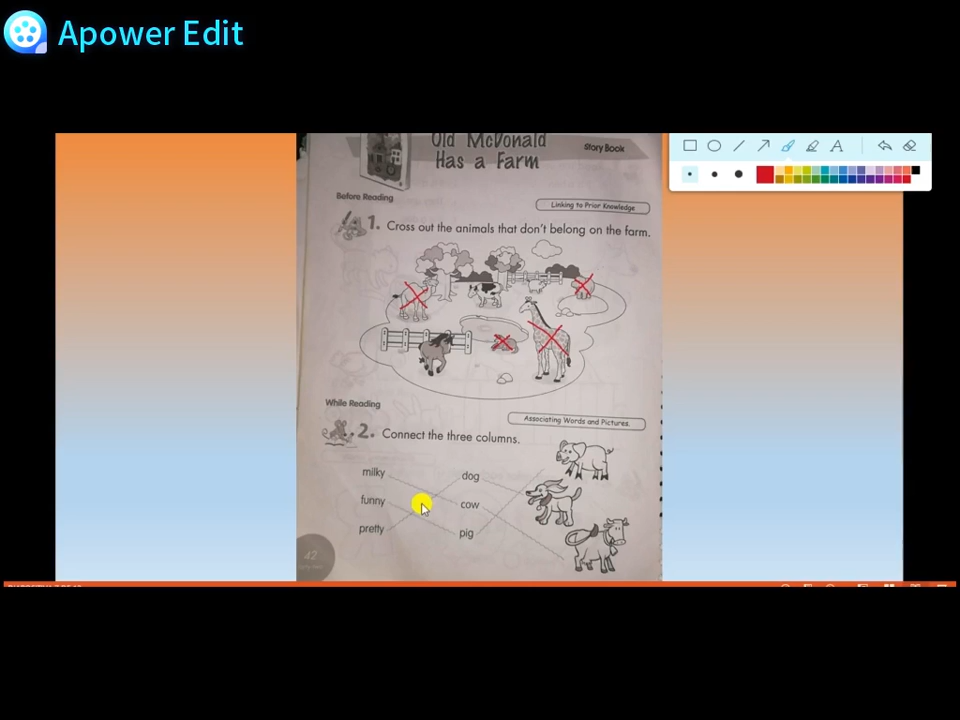 Apower Edit
Old McDonald
Has a Farm
Story Book
Before Reading
Linking to Prior Knowledge
1. Cross out the animals that don't belong on the farm.
While Reading
Associating Words and Pictures.
2. Connect the three columns.
milky
dog
funny
cow
pretty
pig
42
A